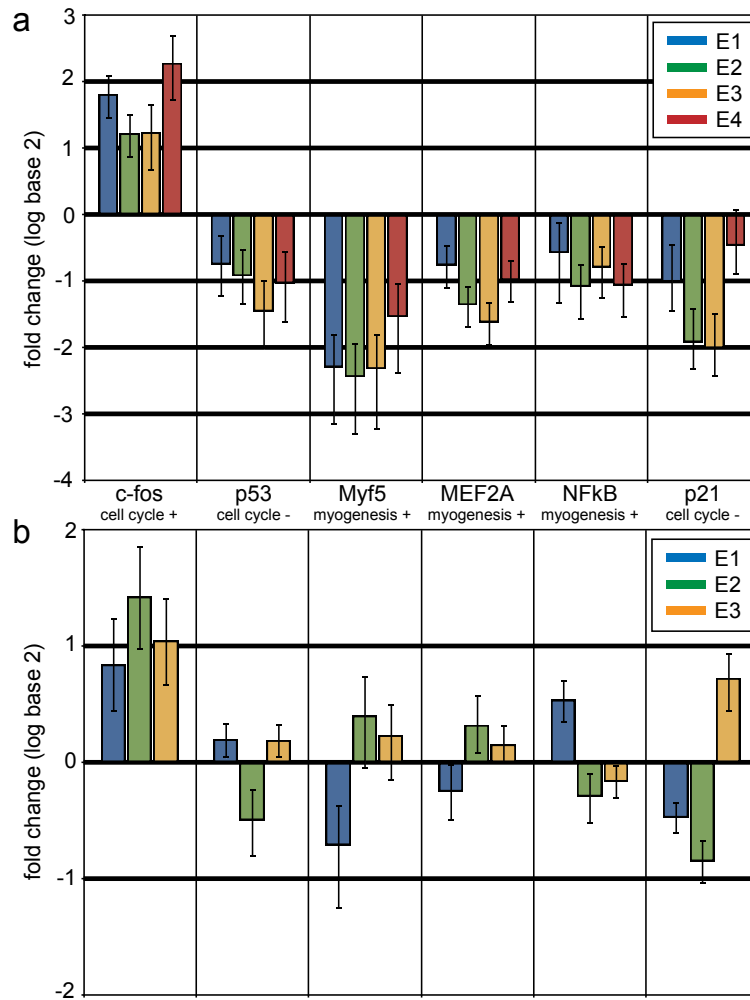 a
fold change (log base 2)
3
2
1
0
-1
-2
-3
-4
E1
E2
E3
E4
c-fos
cell cycle +
p53
cell cycle -
Myf5
myogenesis +
MEF2A
myogenesis +
NFkB
myogenesis +
p21
cell cycle -
b
fold change (log base 2)
2
1
0
-1
-2
E1
E2
E3